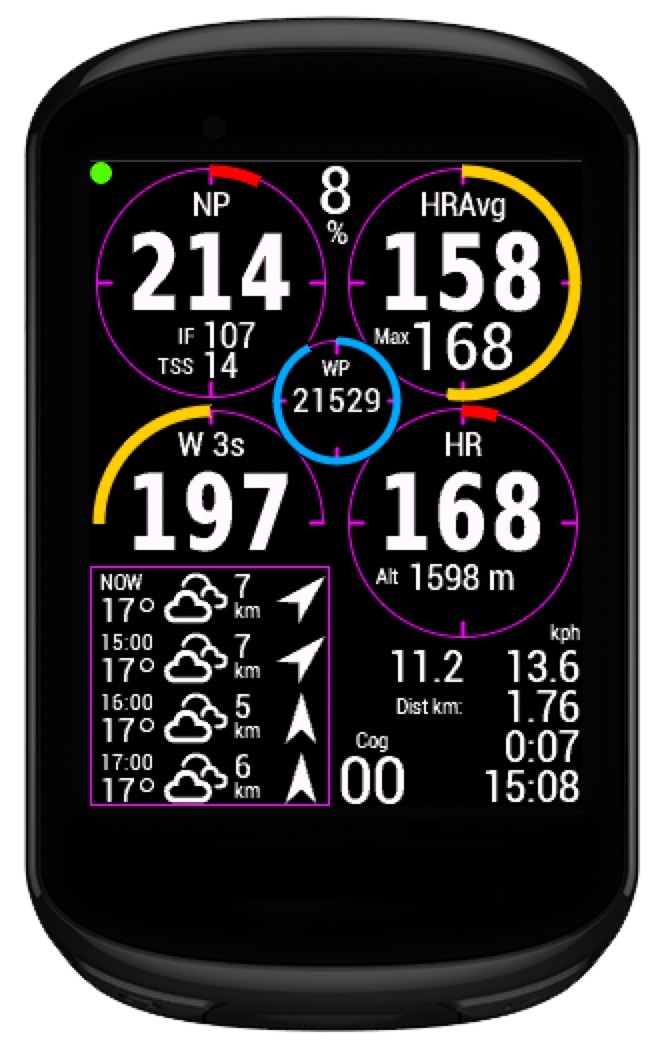 NP
214
IF 107
TSS 14
8
%
HRAvg
158
Max 168
WP
21529
W 3s
197
HR
168
Alt 1598 m
NOW
17° 7 km
15:00
17° 7 km
16:00
17° 5 km
17:00
17° 6 km
kph
11.2 13.6
Dist km: 1.76
0:07
Cog
00
15:08